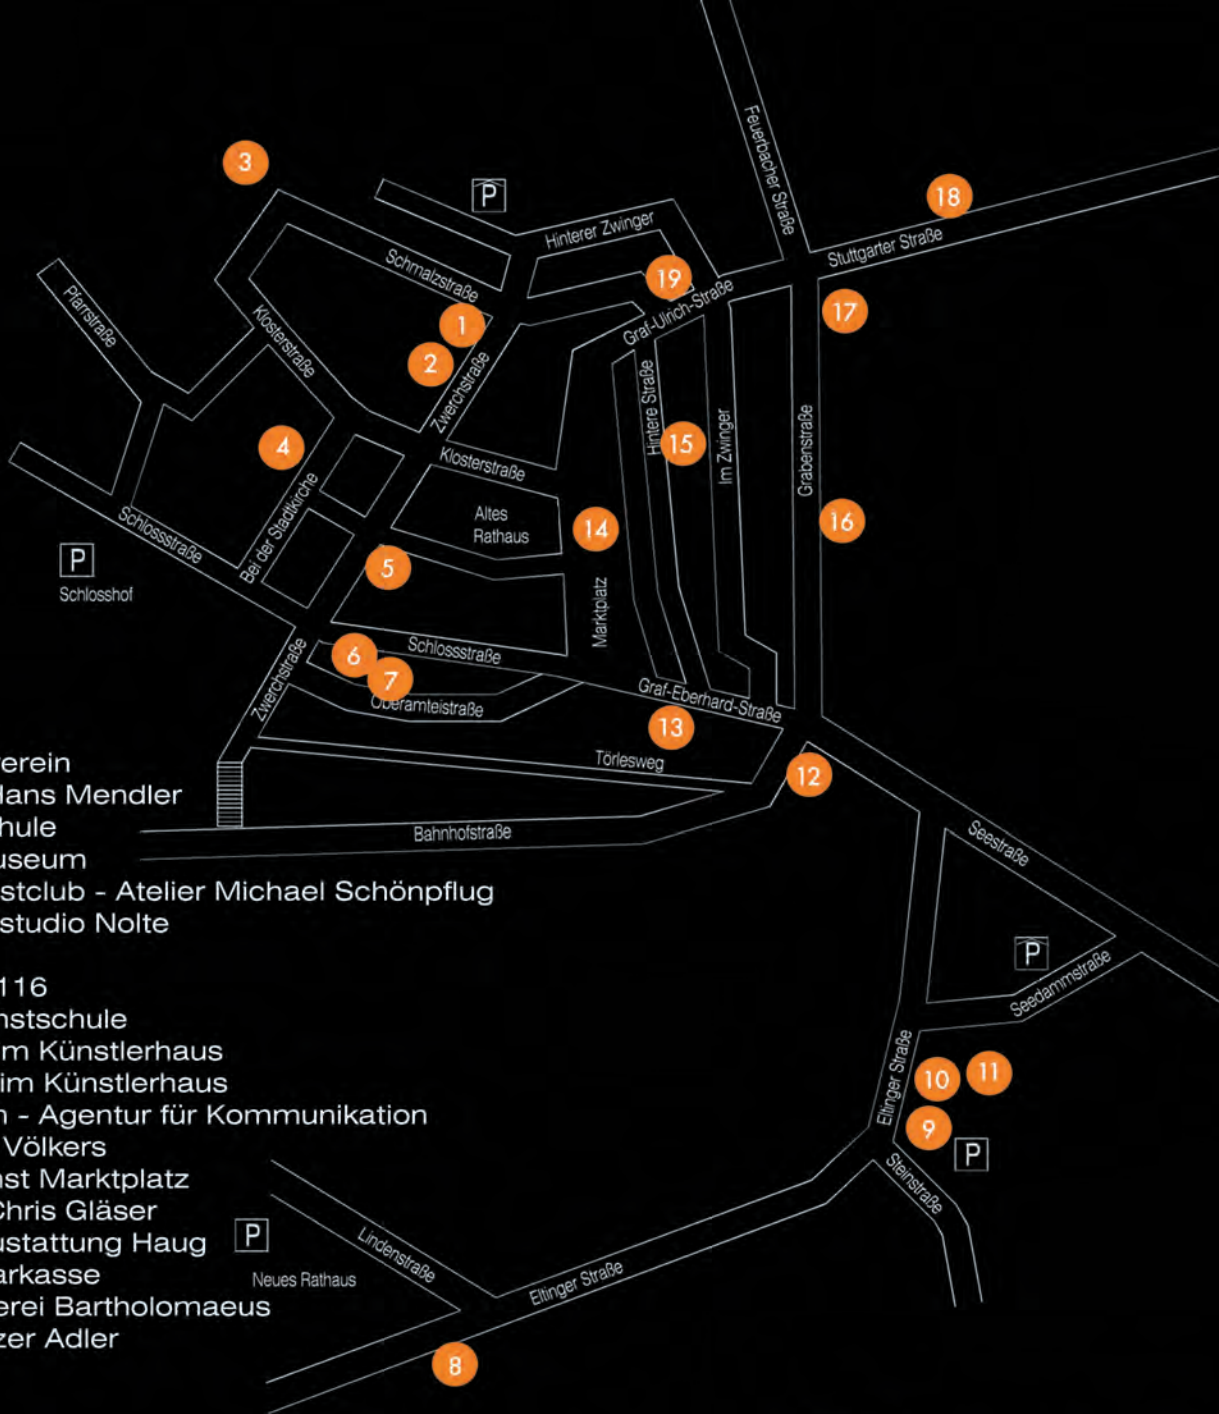 Feuerbacher Straße
3
P
18
Hinterer Zwinger
Stuttgarter Straße
Schmalzstraße
19
Pfarrstraße
Graf-Ulrich-Straße
17
1
Klosterstraße
2
Zwerchstraße
Hintere Straße
Im Zwinger
Grabenstraße
4
15
Klosterstraße
Bei der Stadtkirche
Altes
Rathaus
14
16
Schlossstraße
P
Schlosshof
5
Marktplatz
6
Schlossstraße
7
Zwerchstraße
Oberamteistraße
Graf-Eberhard-Straße
13
Törlesweg
12
Bahnhofstraße
Seestraße
P
Seedammstraße
Eltinger Straße
10
11
9
P
Steinstraße
Lindenstraße
P
Neues Rathaus
Eltinger Straße
8
erein
Hans Mendler
hule
useum
stclub - Atelier Michael Schönpflug
studio Nolte
116
nstschule
im Künstlerhaus
im Künstlerhaus
n - Agentur für Kommunikation
Völkers
nst Marktplatz
Chris Gläser
ustattung Haug
arkasse
erei Bartholomaeus
zer Adler